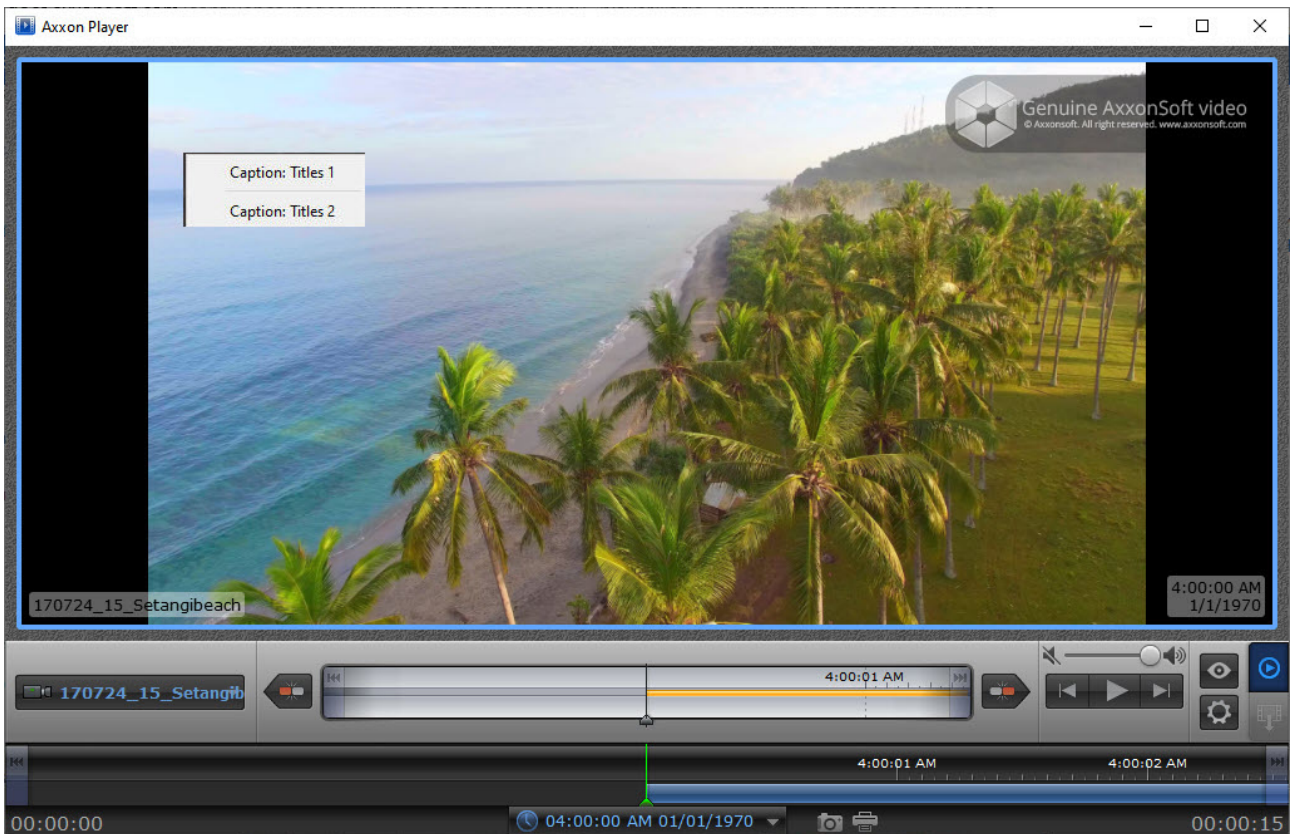 Axxon Player
Genuine AxxonSoft video
© Axxonsoft. All right reserved. www.axxonsoft.com
Caption: Titles 1
Caption: Titles 2
170724_15_Setangibeach
4:00:00 AM
1/1/1970
170724_15_Setangib
4:00:01 AM
4:00:01 AM
4:00:02 AM
00:00:00
04:00:00 AM 01/01/1970
00:00:15